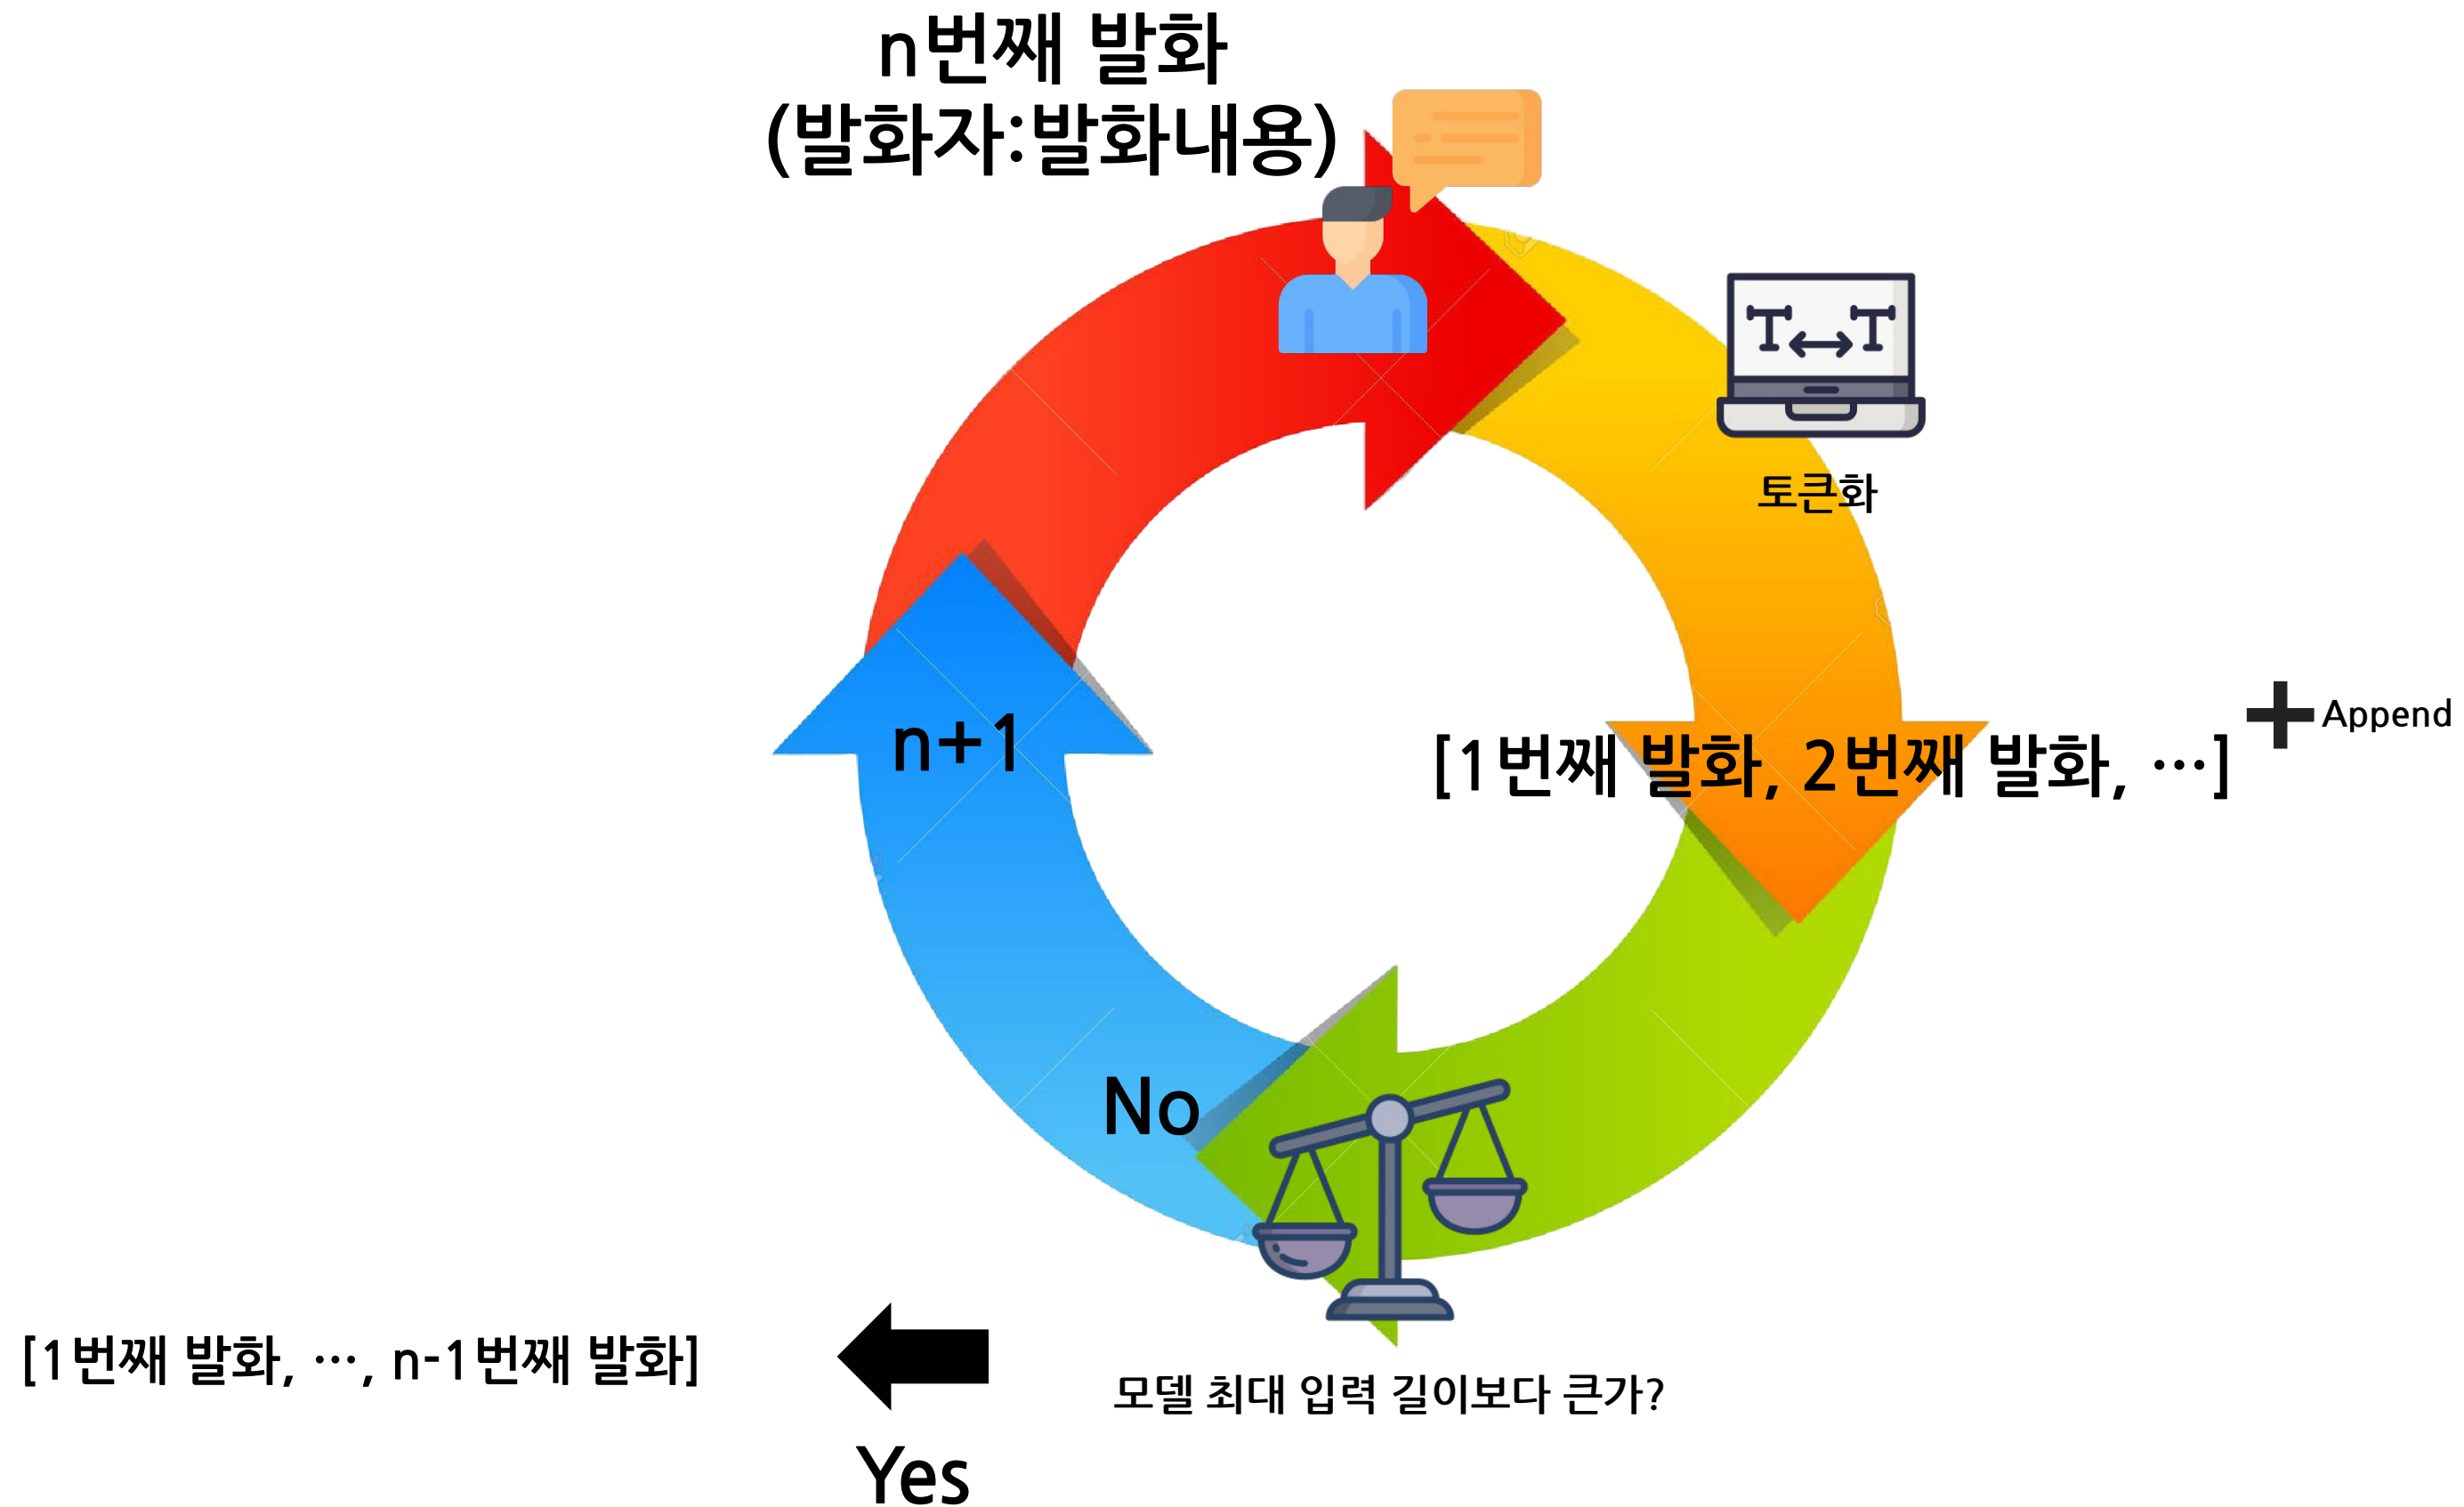 n번째 발화
(발화자:발화내용)
토큰화
Append
[1번째 발화, 2번째 발화, …]
n+1
No
[1번째 발화, …, n-1번째 발화]
모델 최대 입력 길이보다 큰가?
Yes